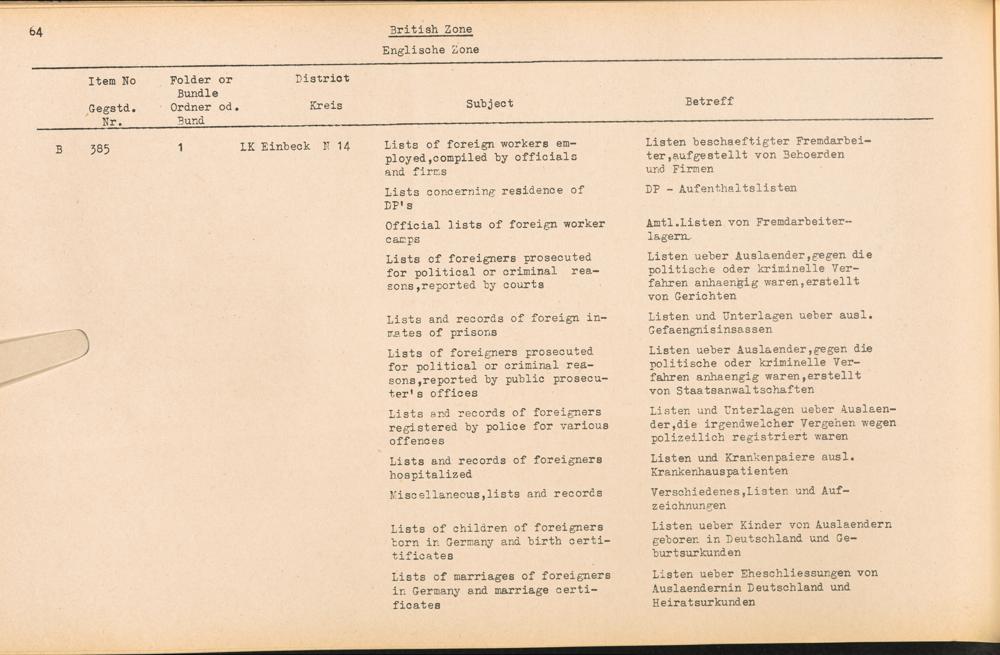 64
British Zone
Englische Zone
Item No Folder or District
Bundle
Gegstd. Ordner od. Kreis Subject Betreff
Nr. Bund
B 385 1 LK Einbeck N 14
Lists of foreign workers em-
ployed,compiled by officials
and firms
Listen beschaeftigter Fremdarbei-
ter,aufgestellt von Behoerden
und Firmen
Lists concerning residence of
DP's
DP - Aufenthaltslisten
Official lists of foreign worker
camps
Amtl.Listen von Fremdarbeiter-
lagern.
Lists of foreigners prosecuted
for political or criminal rea-
sons,reported by courts
Listen ueber Auslaender,gegen die
politische oder kriminelle Ver-
fahren anhaengig waren,erstellt
von Gerichten
Lists and records of foreign in-
mates of prisons
Listen und Unterlagen ueber ausl.
Gefaengnisinsassen
Lists of foreigners prosecuted
for political or criminal rea-
sons,reported by public prosecu-
ter's offices
Listen ueber Auslaender,gegen die
politische oder kriminelle Ver-
fahren anhaengig waren,erstellt
von Staatsanwaltschaften
Lists and records of foreigners
registered by police for various
offences
Listen und Unterlagen ueber Auslaen-
der,die irgendwelcher Vergehen wegen
polizeilich registriert waren
Lists and records of foreigners
hospitalized
Listen und Krankenpaiere ausl.
Krankenhauspatienten
Miscellaneous,lists and records
Verschiedenes,Listen und Auf-
zeichnungen
Lists of children of foreigners
born in Germany and birth certi-
tificates
Listen ueber Kinder von Auslaendern
geboren in Deutschland und Ge-
burtsurkunden
Lists of marriages of foreigners
in Germany and marriage certi-
ficates
Listen ueber Eheschliessungen von
Auslaendernin Deutschland und
Heiratsurkunden